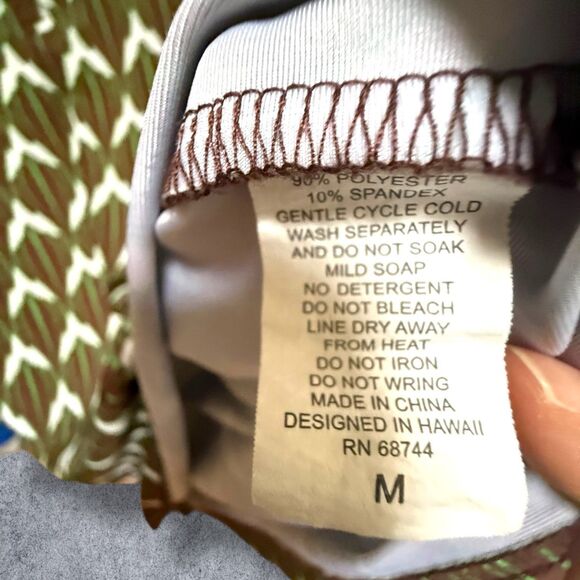 90% POLYESTER
10% SPANDEX
GENTLE CYCLE COLD
WASH SEPARATELY
AND DO NOT SOAK
MILD SOAP
NO DETERGENT
DO NOT BLEACH
LINE DRY AWAY
FROM HEAT
DO NOT IRON
DO NOT WRING
MADE IN CHINA
DESIGNED IN HAWAII
RN 68744
M